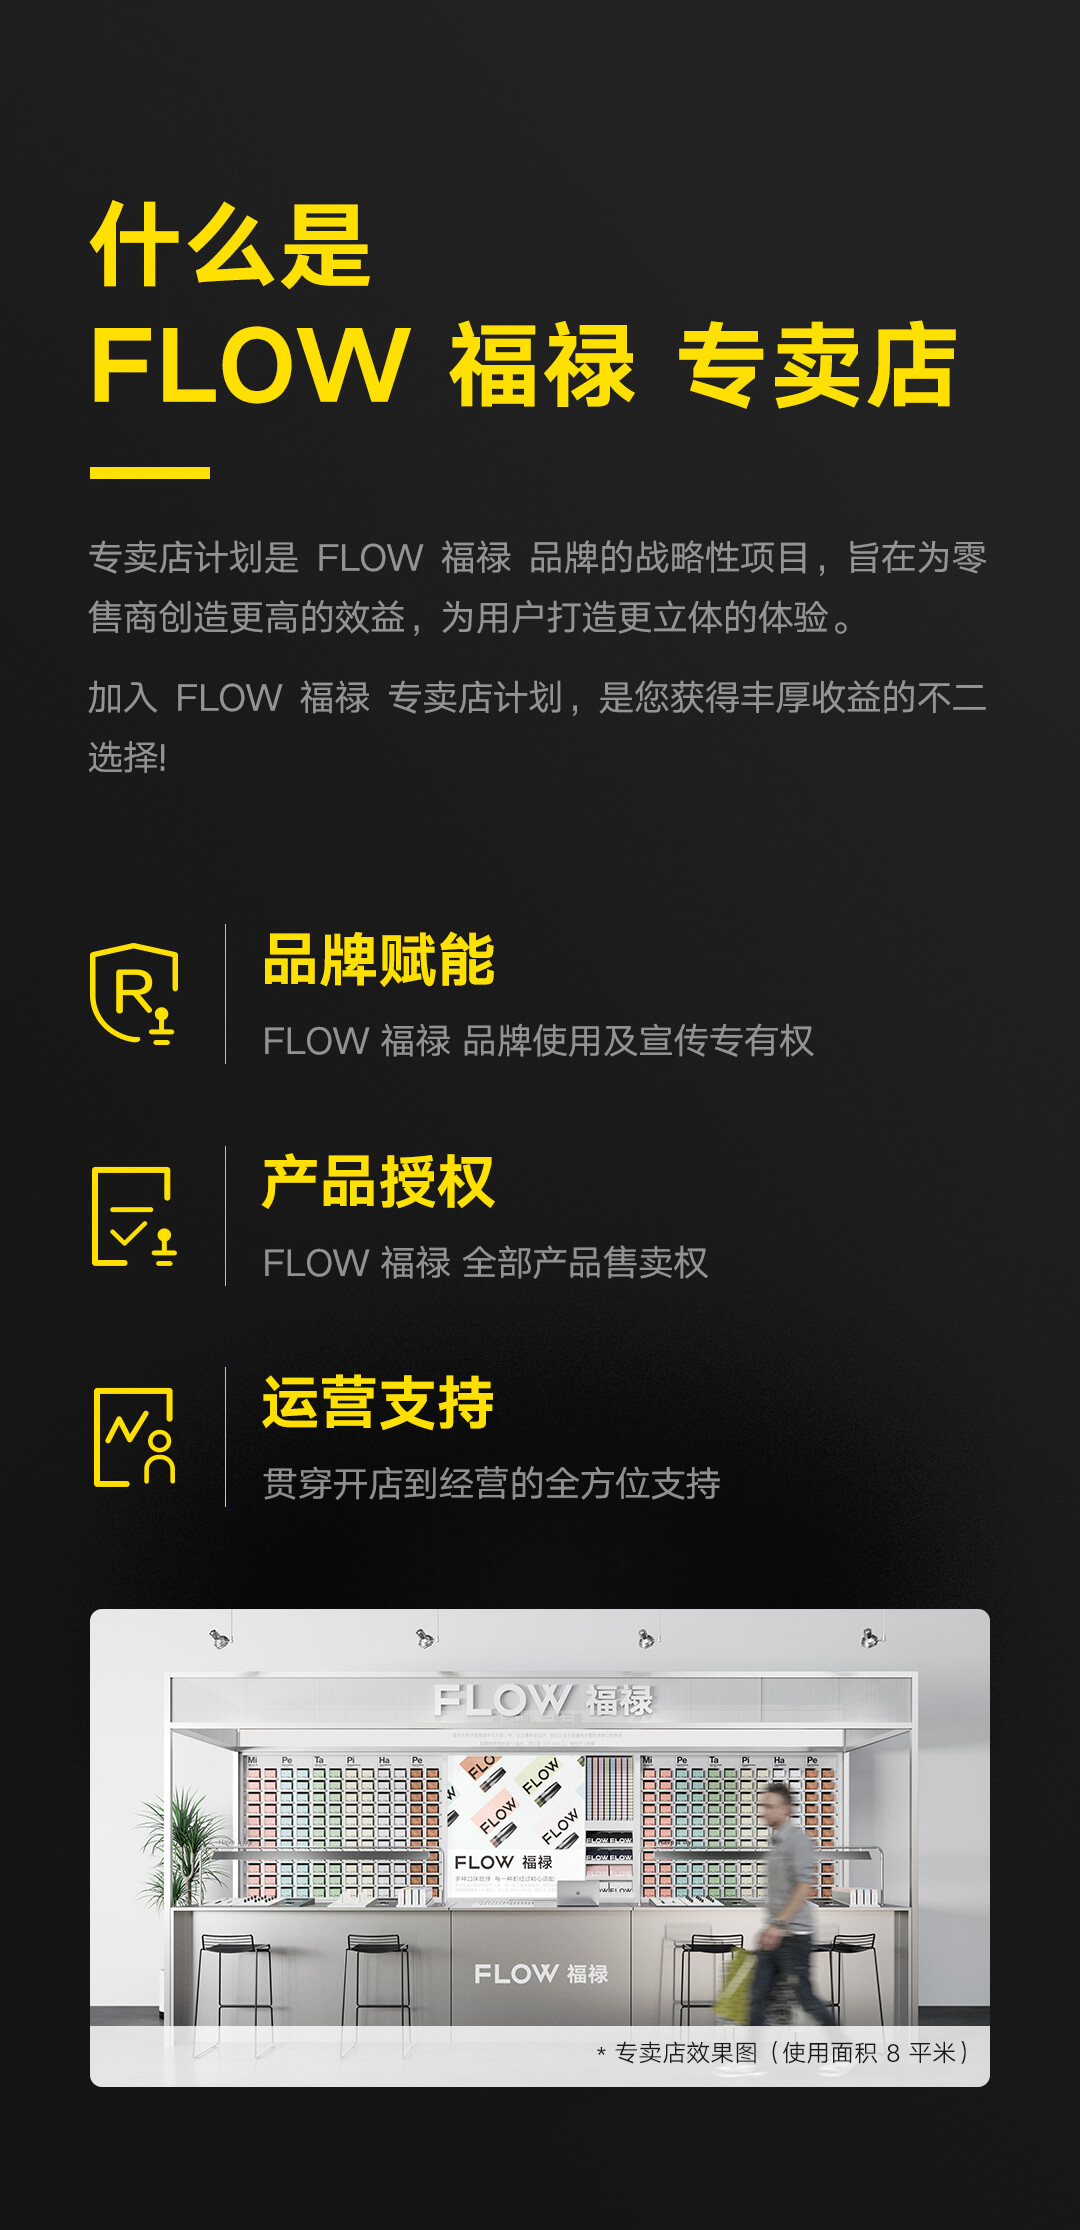 什么是
FLOW 福禄 专卖店
专卖店计划是 FLOW 福禄 品牌的战略性项目，旨在为零
售商创造更高的效益，为用户打造更立体的体验。
加入 FLOW 福禄 专卖店计划，是您获得丰厚收益的不二
选择!
R
品牌赋能
FLOW 福禄 品牌使用及宣传专有权
产品授权
FLOW 福禄 全部产品售卖权
运营支持
贯穿开店到经营的全方位支持
FLOW 福禄
Mi Pe Ta Pi Ha Pe
Mi Pe Ta Pi Ha Pe
FLOW
FLOW
FLOW
FLOW
FLOW FLOW
FLOW FLOW
FLOW 福禄
FLOW 福禄
* 专卖店效果图（使用面积 8 平米）